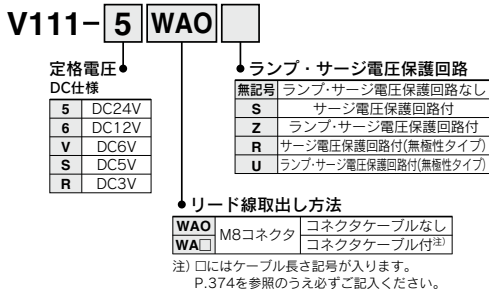 V111-5 WAO
定格電圧
DC仕様
5 DC24V
6 DC12V
V DC6V
S DC5V
R DC3V
ランプ・サージ電圧保護回路
無記号 ランプ・サージ電圧保護回路なし
S サージ電圧保護回路付
Z ランプ・サージ電圧保護回路付
R サージ電圧保護回路付(無極性タイプ)
U ランプ・サージ電圧保護回路付(無極性タイプ)
リード線取出し方法
WAO M8コネクタ コネクタケーブルなし
WA□ コネクタケーブル付注)
注) □にはケーブル長さ記号が入ります。
P.374を参照のうえ必ずご記入ください。